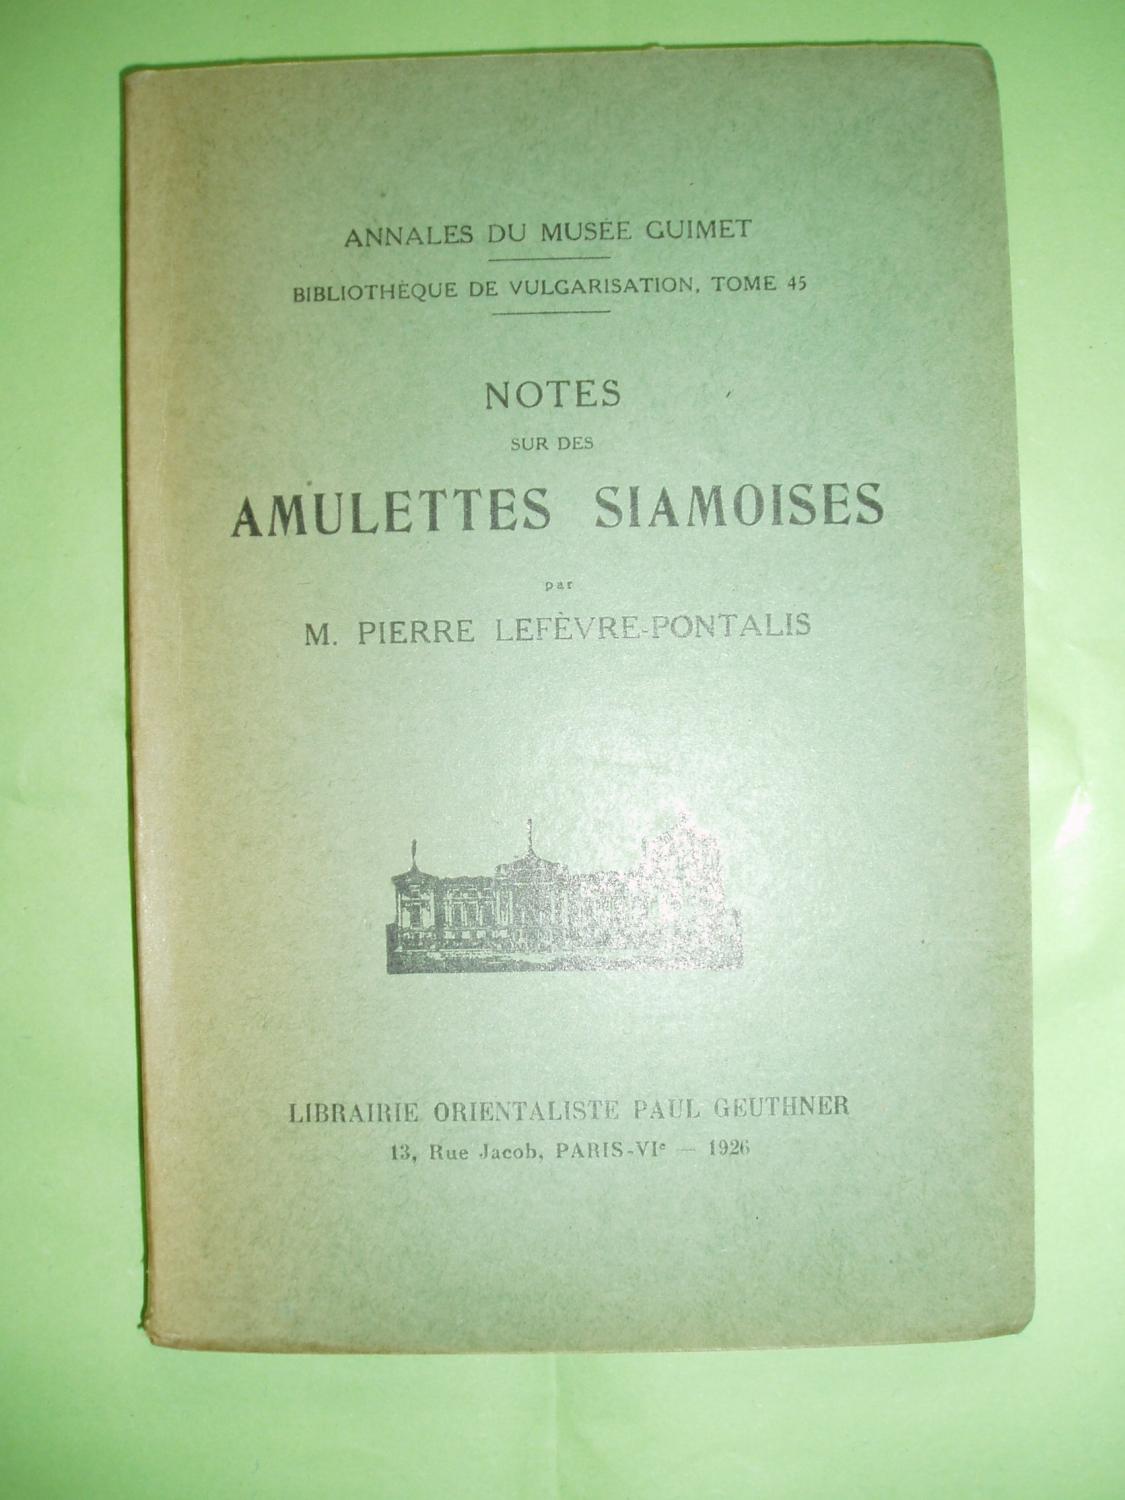 ANNALES DU MUSÉE GUIMET
BIBLIOTHÈQUE DE VULGARISATION, TOME 45
NOTES
SUR DES
AMULETTES SIAMOISES
par
M. PIERRE LEFÈVRE-PONTALIS
LIBRAIRIE ORIENTALISTE PAUL GEUTHNER
13, Rue Jacob, PARIS-VIᵉ — 1926